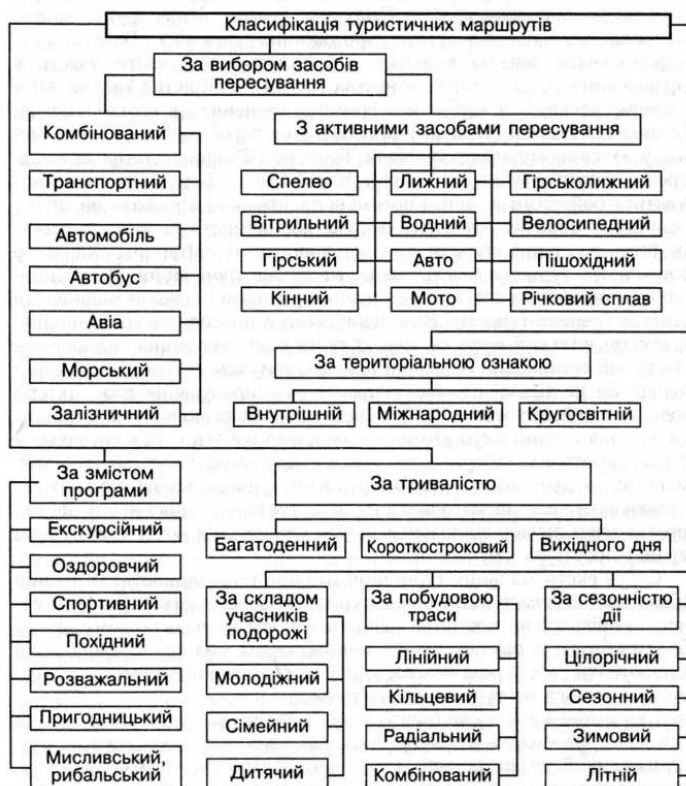 Класифікація туристичних маршрутів
За вибором засобів
пересування
Комбінований
З активними засобами пересування
Транспортний
Спелео
Лижний
Гірськолижний
Автомобіль
Вітрильний
Водний
Велосипедний
Автобус
Гірський
Авто
Пішохідний
Авіа
Кінний
Мото
Річковий сплав
Морський
За територіальною ознакою
Залізничний
Внутрішній
Міжнародний
Кругосвітній
За змістом
програми
За тривалістю
Екскурсійний
Багатоденний
Короткостроковий
Вихідного дня
Оздоровчий
Спортивний
Похідний
Розважальний
Пригодницький
Мисливський,
рибальський
За складом
учасників
подорожі
Молодіжний
Сімейний
Дитячий
За побудовою
траси
Лінійний
Кільцевий
Радіальний
Комбінований
За сезонністю
дії
Цілорічний
Сезонний
Зимовий
Літній